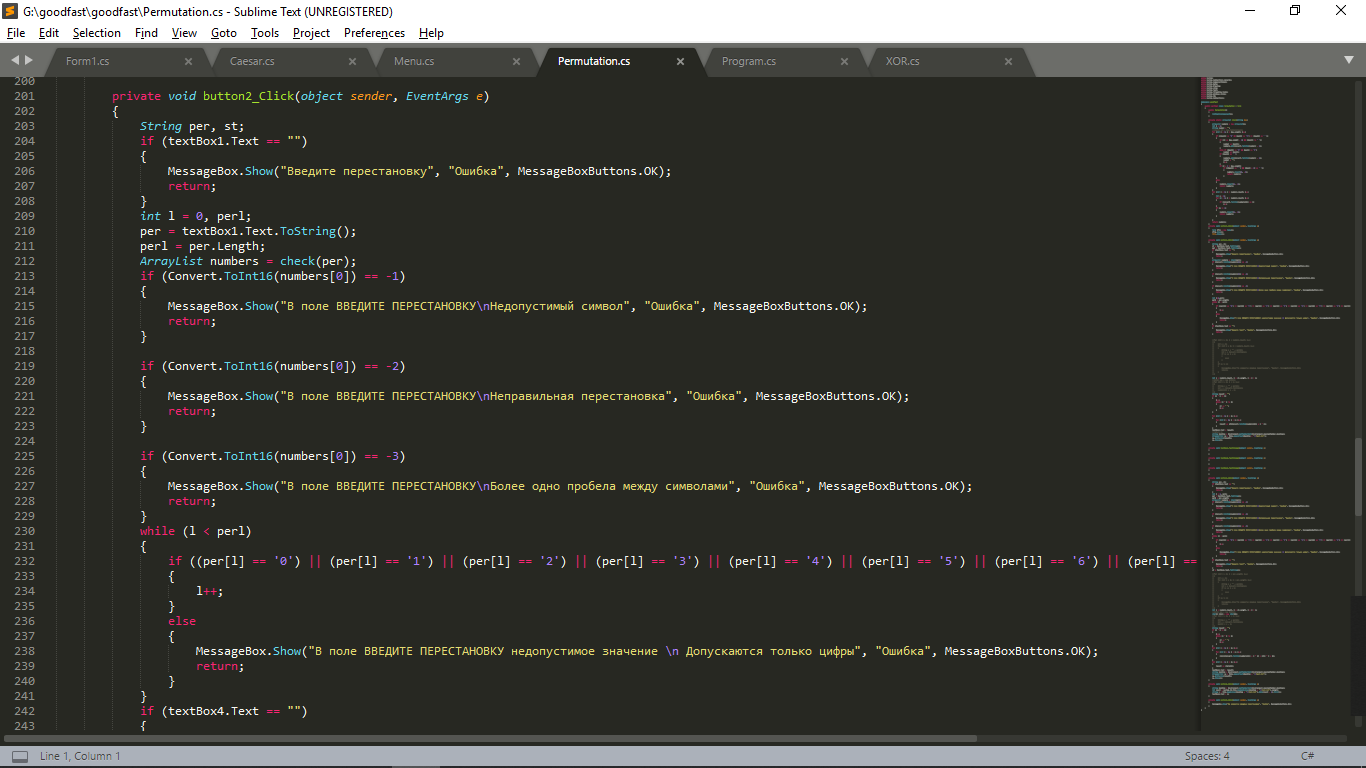 G:\goodfast\goodfast\Permutation.cs - Sublime Text (UNREGISTERED)
File Edit Selection Find View Goto Tools Project Preferences Help
Form1.cs Caesar.cs Menu.cs Permutation.cs Program.cs XOR.cs
200
201 private void button2_Click(object sender, EventArgs e)
202 {
203 String per, st;
204 if (textBox1.Text == "")
205 {
206 MessageBox.Show("Введите перестановку", "Ошибка", MessageBoxButtons.OK);
207 return;
208 }
209 int l = 0, perl;
210 per = textBox1.Text.ToString();
211 perl = per.Length;
212 ArrayList numbers = check(per);
213 if (Convert.ToInt16(numbers[0]) == -1)
214 {
215 MessageBox.Show("В поле ВВЕДИТЕ ПЕРЕСТАНОВКУ\nНедопустимый символ", "Ошибка", MessageBoxButtons.OK);
216 return;
217 }
218
219 if (Convert.ToInt16(numbers[0]) == -2)
220 {
221 MessageBox.Show("В поле ВВЕДИТЕ ПЕРЕСТАНОВКУ\nНеправильная перестановка", "Ошибка", MessageBoxButtons.OK);
222 return;
223 }
224
225 if (Convert.ToInt16(numbers[0]) == -3)
226 {
227 MessageBox.Show("В поле ВВЕДИТЕ ПЕРЕСТАНОВКУ\nБолее одно пробела между символами", "Ошибка", MessageBoxButtons.OK);
228 return;
229 }
230 while (l < perl)
231 {
232 if ((per[l] == '0') || (per[l] == '1') || (per[l] == '2') || (per[l] == '3') || (per[l] == '4') || (per[l] == '5') || (per[l] == '6') || (per[l] ==
233 {
234 l++;
235 }
236 else
237 {
238 MessageBox.Show("В поле ВВЕДИТЕ ПЕРЕСТАНОВКУ недопустимое значение \n Допускаются только цифры", "Ошибка", MessageBoxButtons.OK);
239 return;
240 }
241 }
242 if (textBox4.Text == "")
243 {
Line 1, Column 1 Spaces: 4 C#